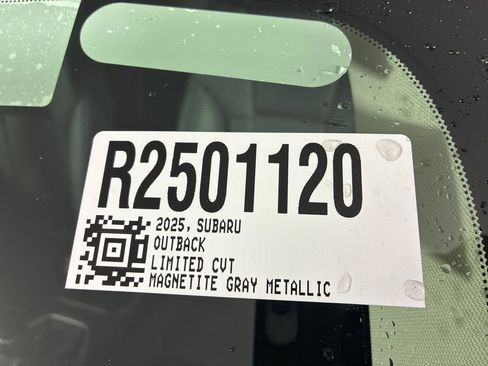 R2501120
2025, SUBARU
OUTBACK
LIMITED CVT
MAGNETITE GRAY METALLIC